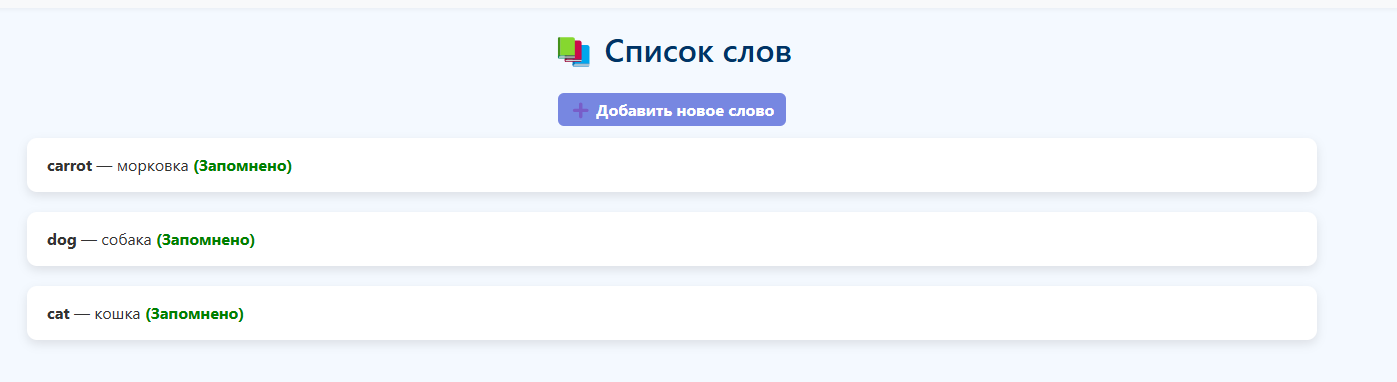 Список слов
Добавить новое слово
carrot — морковка (Запомнено)
dog — собака (Запомнено)
cat — кошка (Запомнено)